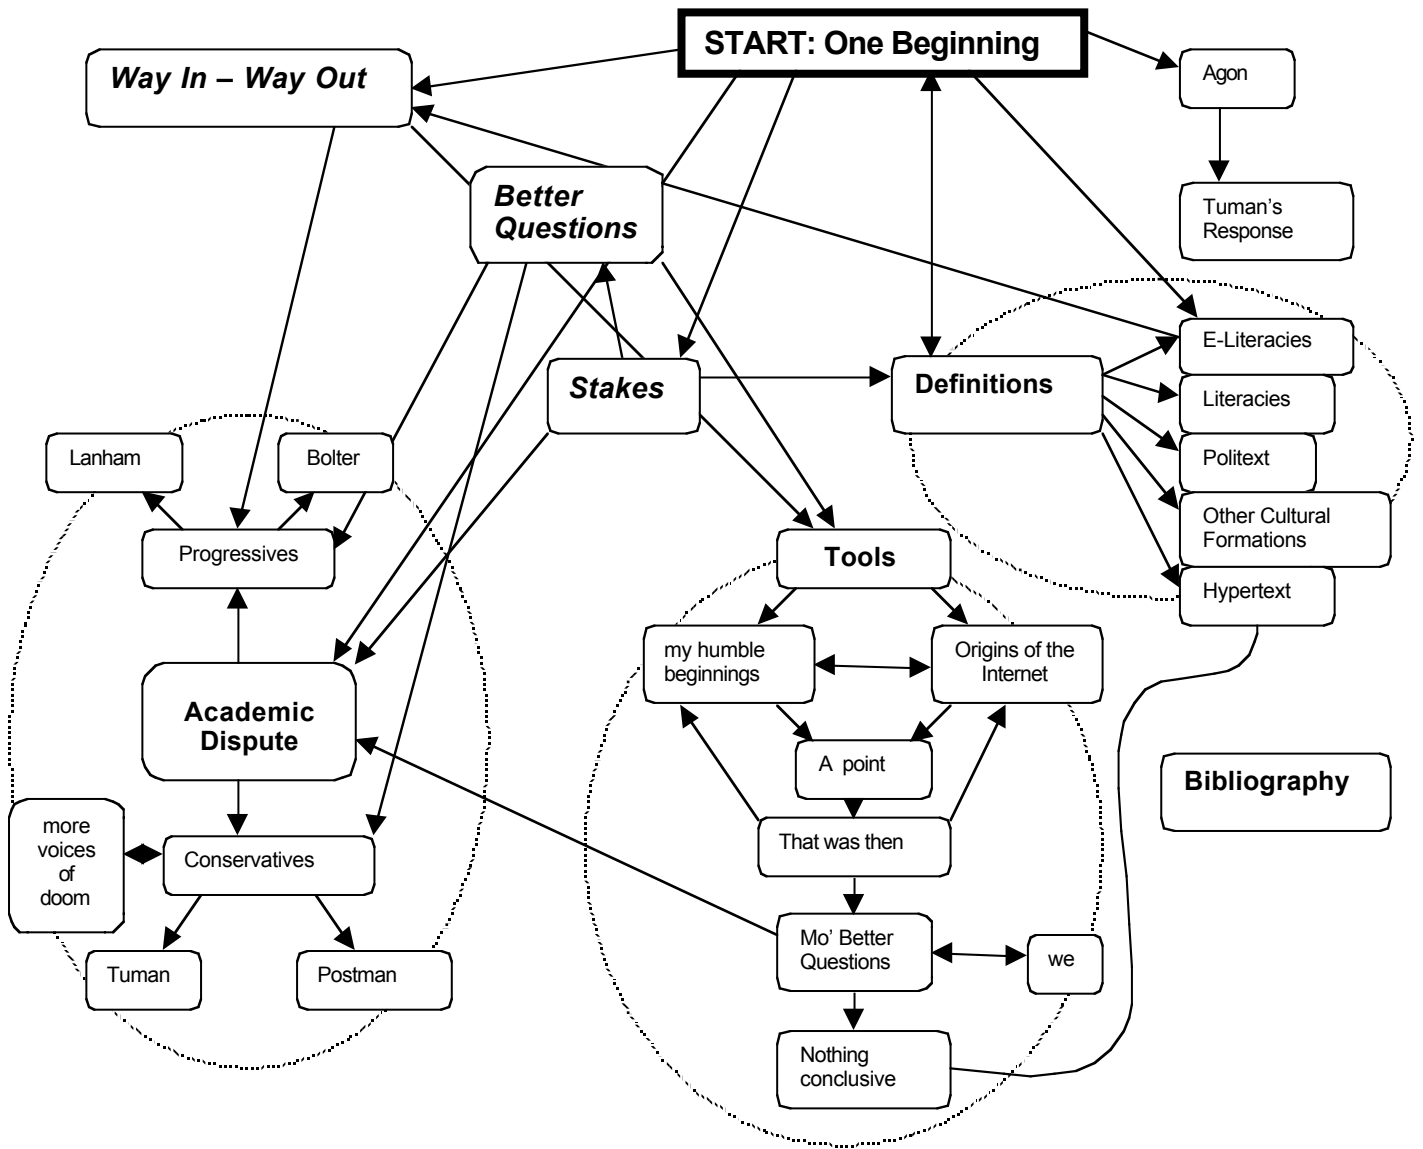 START: One Beginning
Way In – Way Out
Agon
Better
Questions
Tuman's
Response
E-Literacies
Stakes
Definitions
Literacies
Lanham
Bolter
Politext
Other Cultural
Formations
Progressives
Tools
Hypertext
my humble
beginnings
Origins of the
Internet
Academic
Dispute
A point
Bibliography
more
voices
of
doom
Conservatives
That was then
Mo' Better
Questions
we
Tuman
Postman
Nothing
conclusive